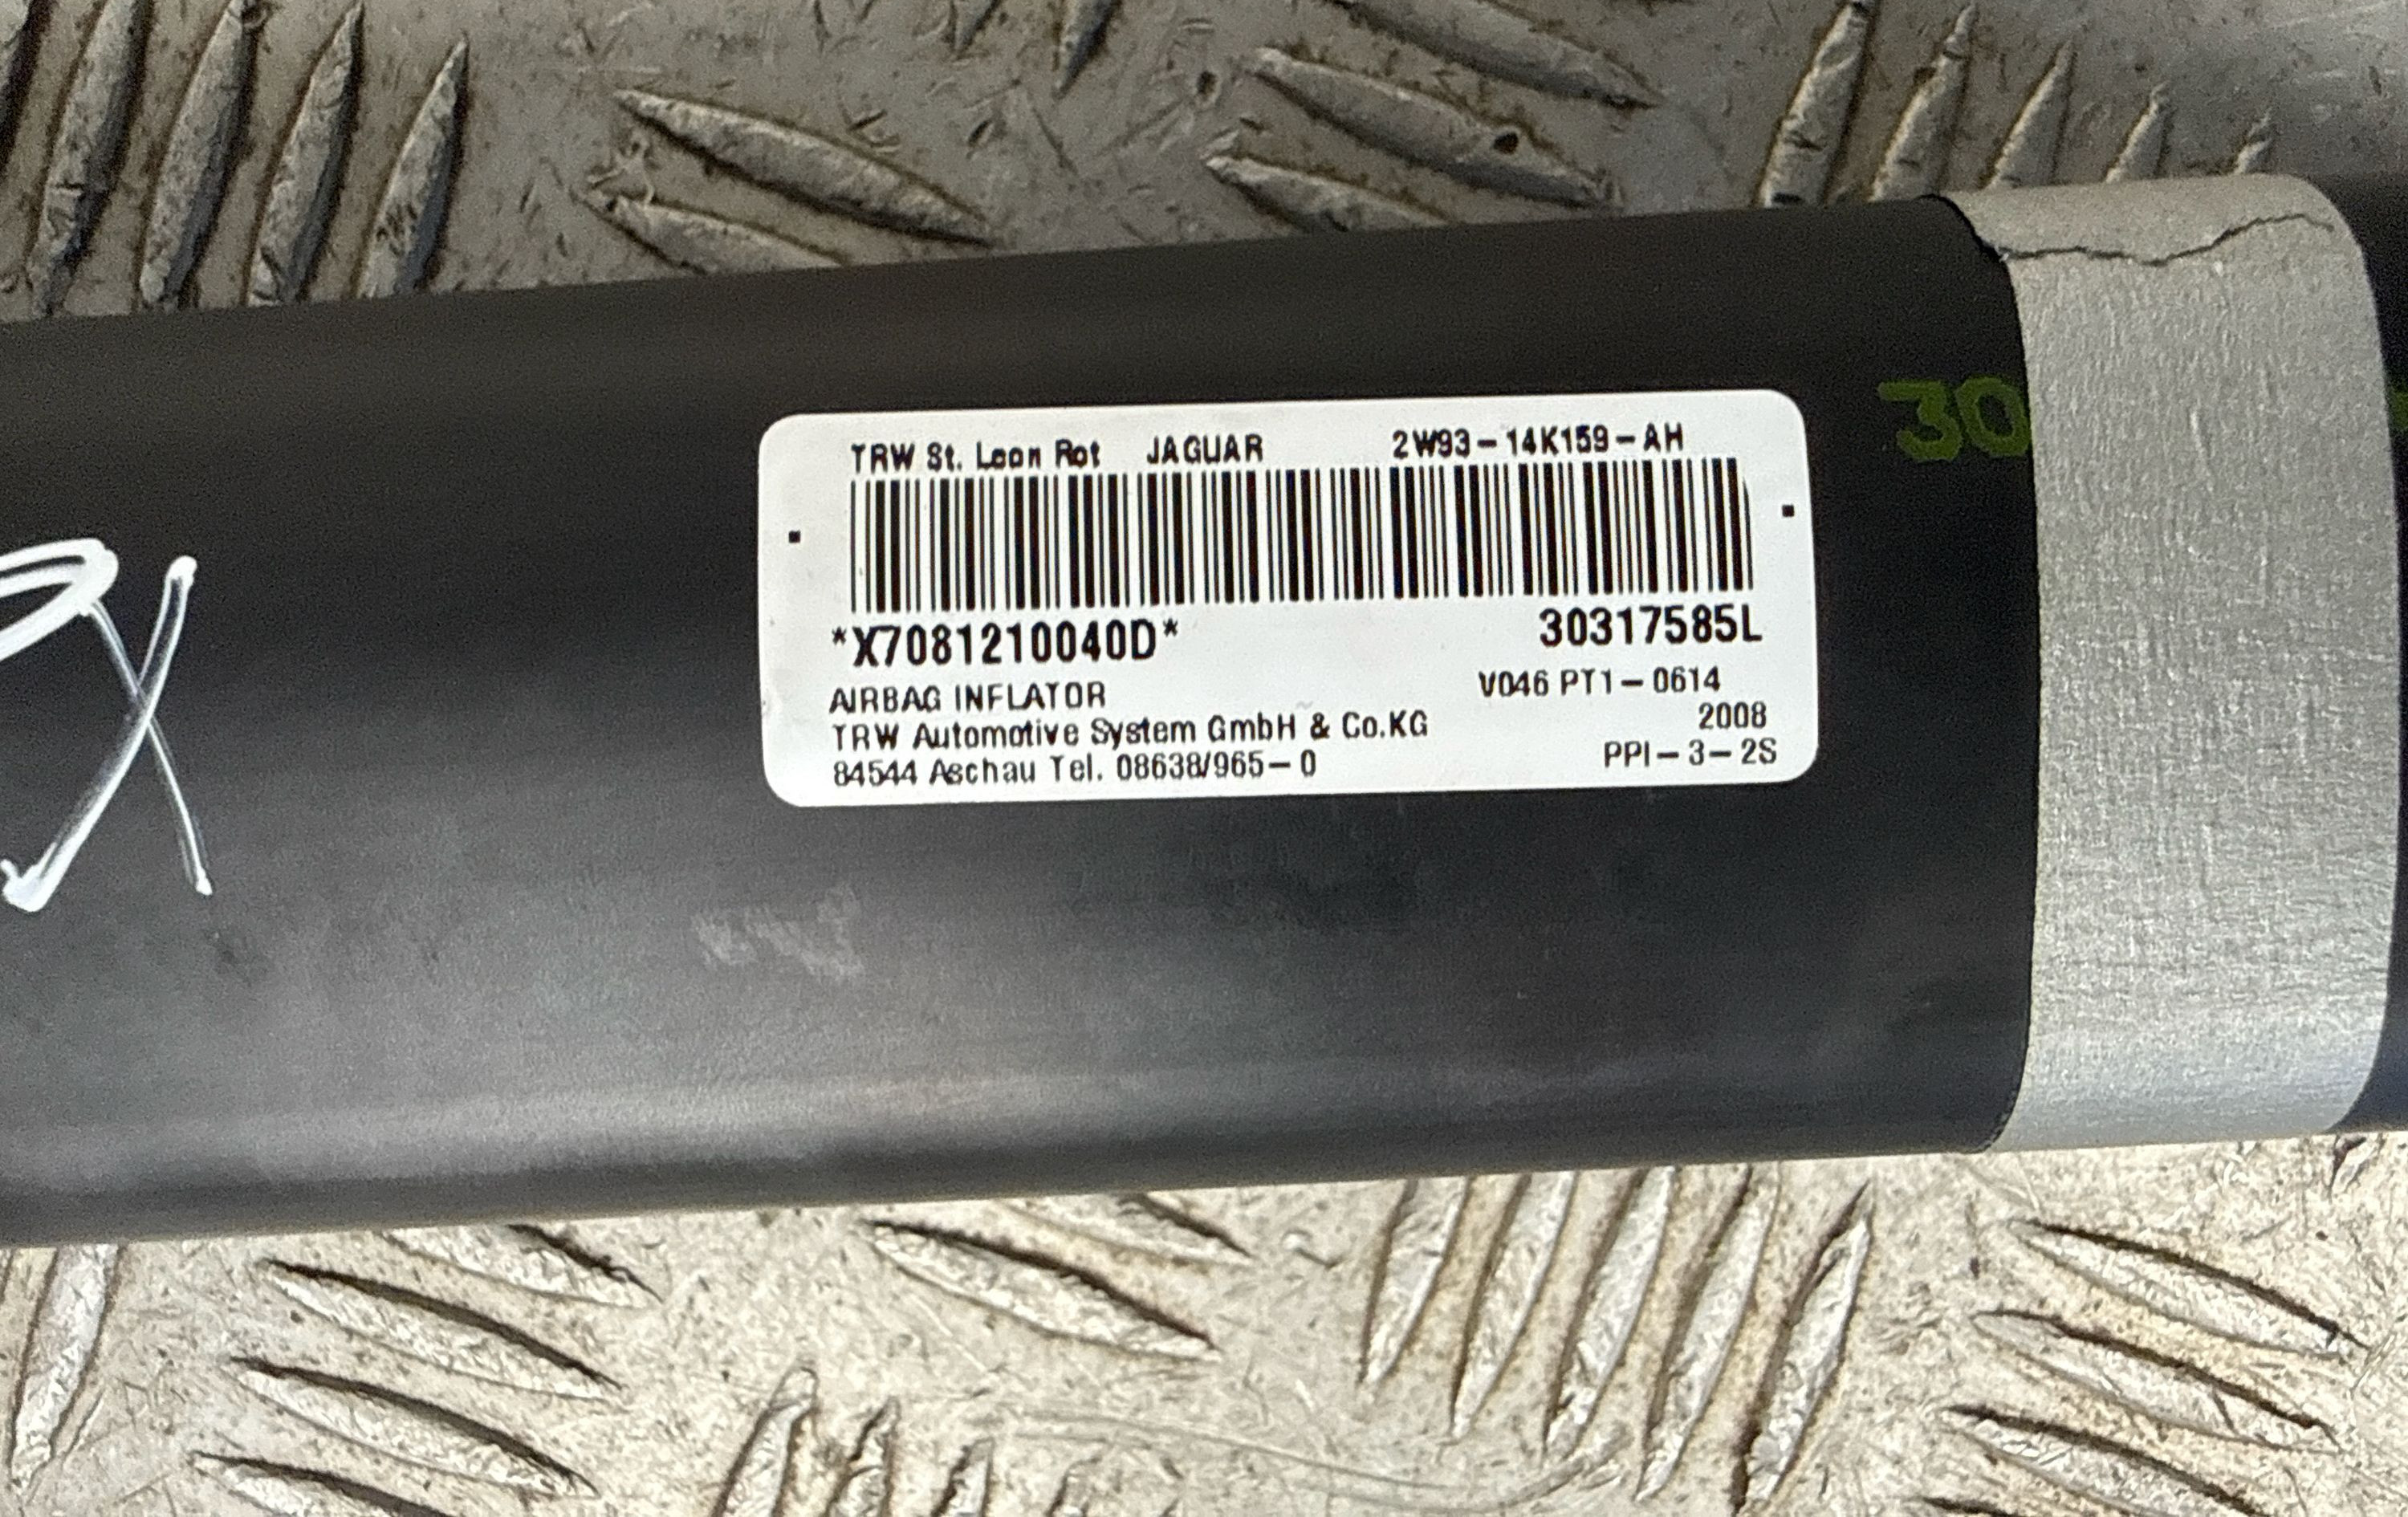 TRW St. Leon Rot JAGUAR 2W93-14K159-AH
*X7081210040D* 30317585L
AIRBAG INFLATOR V046 PT1-0614
TRW Automotive System GmbH & Co.KG 2008
84544 Aschau Tel. 08638/965-0 PPI-3-2S
30